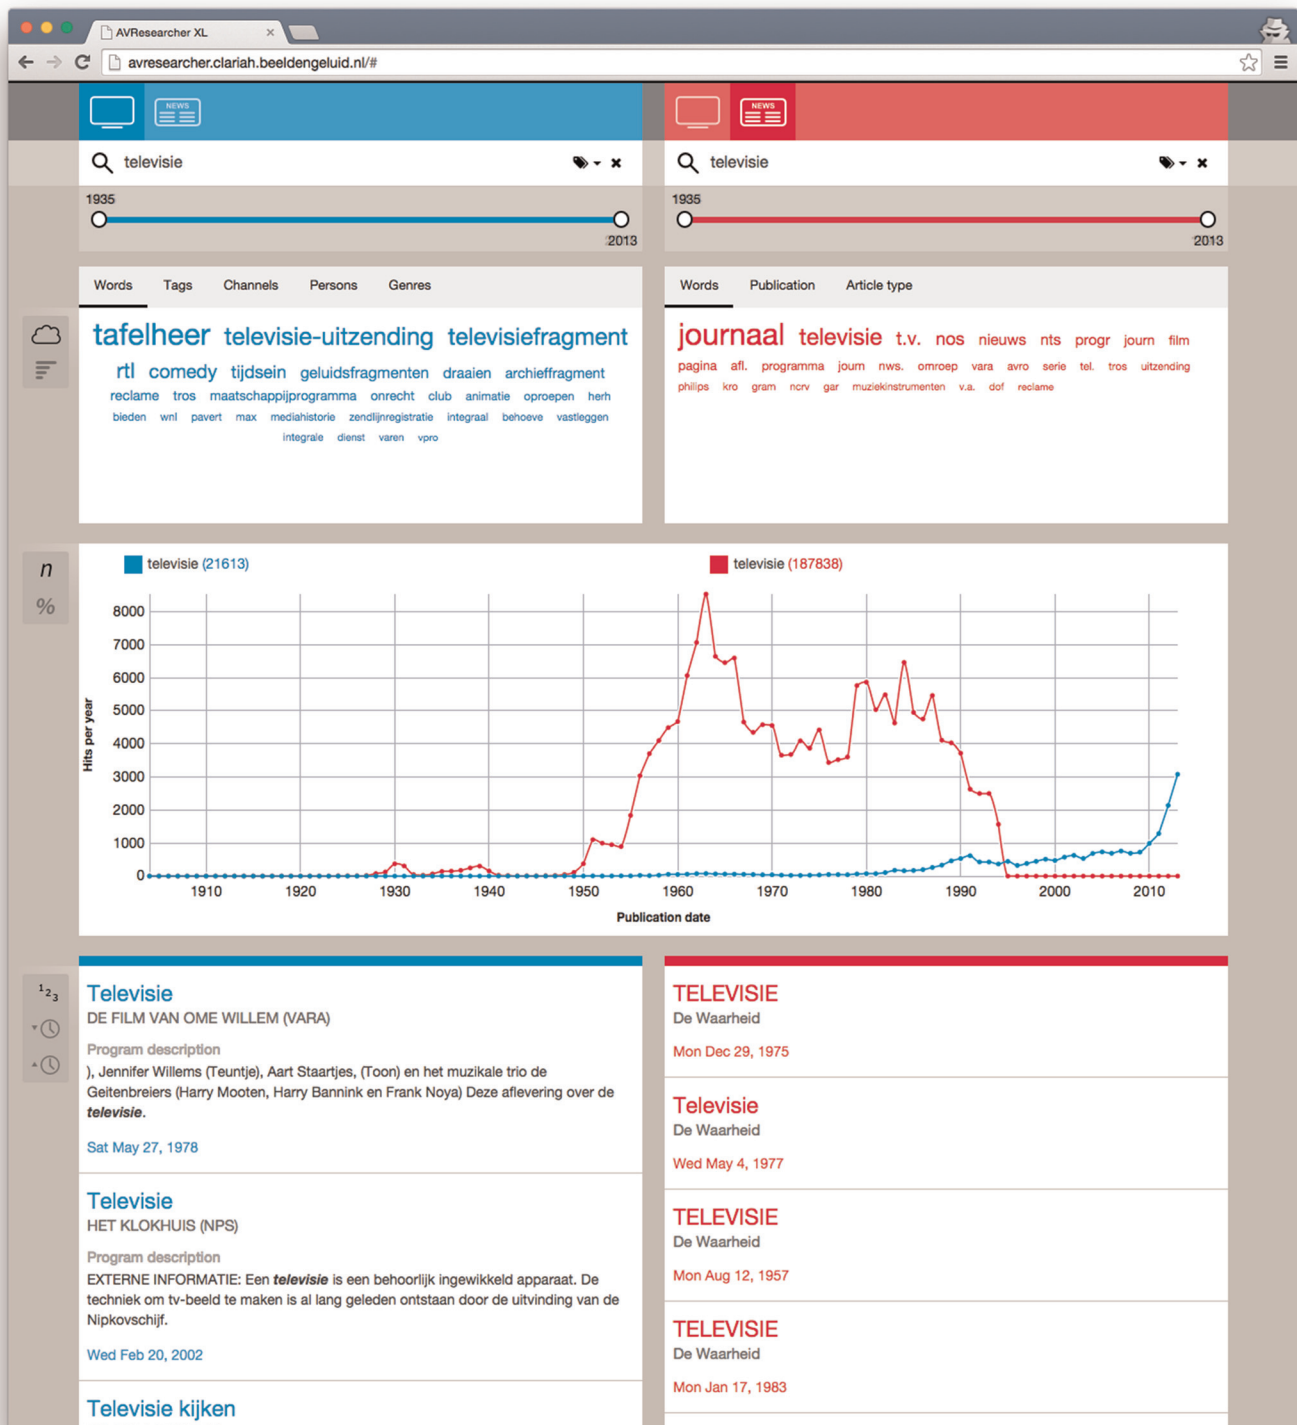 AVResearcher XL
avresearcher.clariah.beeldengeluid.nl/#
NEWS
NEWS
televisie
televisie
1935
2013
1935
2013
Words Tags Channels Persons Genres
tafelheer televisie-uitzending televisiefragment
rtl comedy tijdsein geluidsfragmenten draaien archieffragment
reclame tros maatschappijprogramma onrecht club animatie oproepen herh
bieden wnl pavert max mediahistorie zendlijnregistratie integraal behoeve vastleggen
integrale dienst varen vpro
Words Publication Article type
journaal televisie t.v. nos nieuws nts progr journ film
pagina afl. programma joum nws. omroep vara avro serie tel. tros uitzending
philips kro gram ncrv gar muziekinstrumenten v.a. dof reclame
n
%
televisie (21613)
televisie (187838)
Hits per year
8000
7000
6000
5000
4000
3000
2000
1000
0
1910 1920 1930 1940 1950 1960 1970 1980 1990 2000 2010
Publication date
1 2 3
Televisie
DE FILM VAN OME WILLEM (VARA)
Program description
), Jennifer Willems (Teuntje), Aart Staartjes, (Toon) en het muzikale trio de
Geitenbreiers (Harry Mooten, Harry Bannink en Frank Noya) Deze aflevering over de
televisie.
Sat May 27, 1978
Televisie
HET KLOKHUIS (NPS)
Program description
EXTERNE INFORMATIE: Een televisie is een behoorlijk ingewikkeld apparaat. De
techniek om tv-beeld te maken is al lang geleden ontstaan door de uitvinding van de
Nipkovschijf.
Wed Feb 20, 2002
Televisie kijken
TELEVISIE
De Waarheid
Mon Dec 29, 1975
Televisie
De Waarheid
Wed May 4, 1977
TELEVISIE
De Waarheid
Mon Aug 12, 1957
TELEVISIE
De Waarheid
Mon Jan 17, 1983